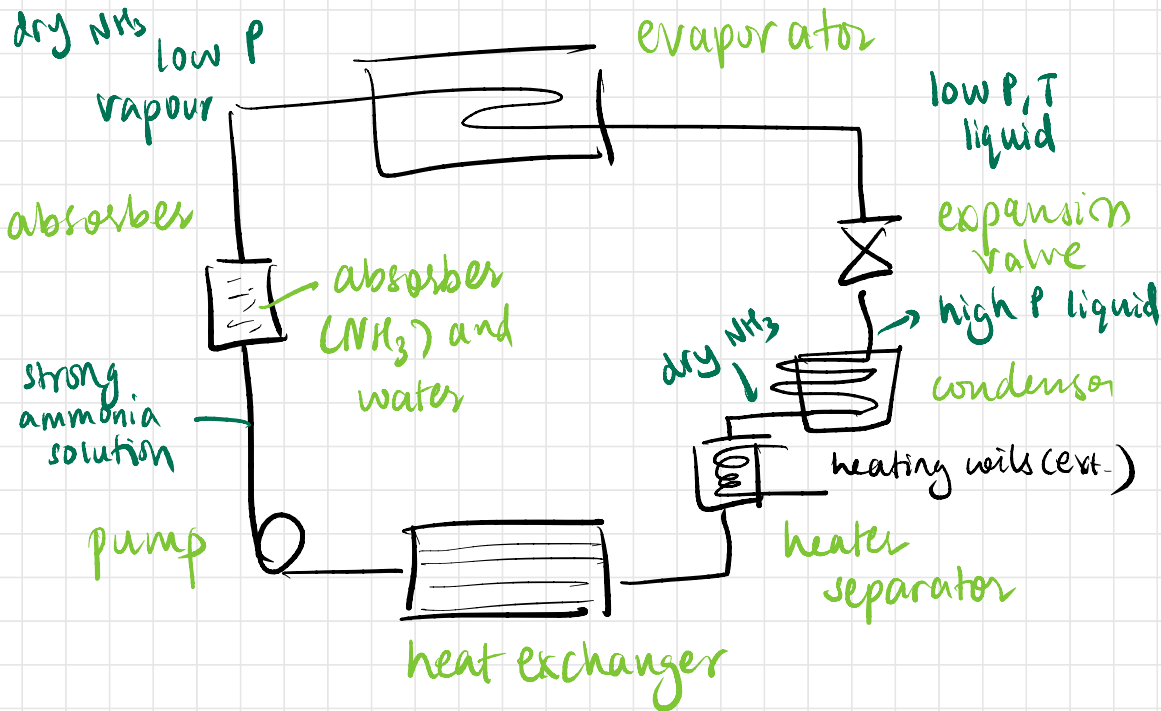 dry NH3
low P
vapour
evaporator
low P, T
liquid
absorber
expansion
valve
absorber
(NH3) and
water
high P liquid
dry NH3
condensor
strong
ammonia
solution
heating coils (ext.)
pump
heater
separator
heat exchanger